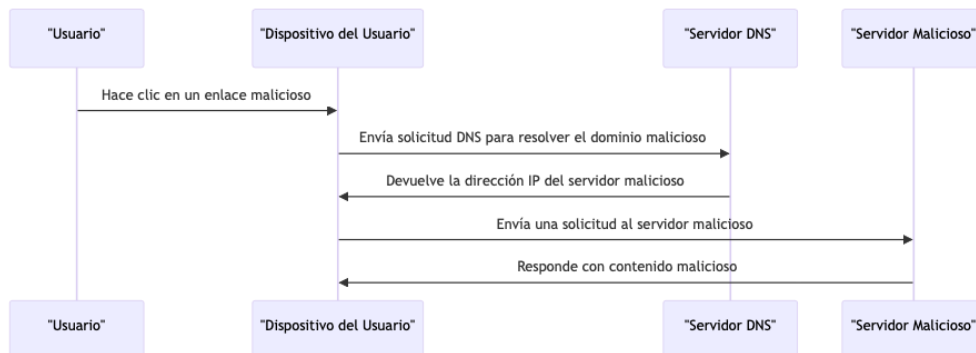 "Usuario" "Dispositivo del Usuario" "Servidor DNS" "Servidor Malicioso"
Hace clic en un enlace malicioso
Envía solicitud DNS para resolver el dominio malicioso
Devuelve la dirección IP del servidor malicioso
Envía una solicitud al servidor malicioso
Responde con contenido malicioso
"Usuario" "Dispositivo del Usuario" "Servidor DNS" "Servidor Malicioso"